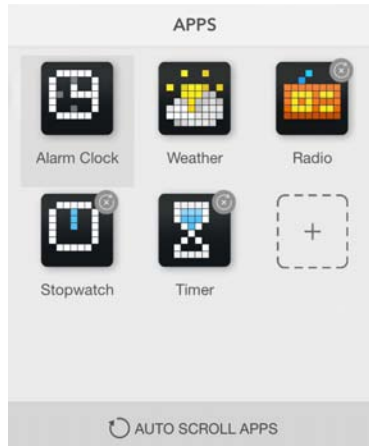 APPS
Alarm Clock Weather Radio
Stopwatch Timer
AUTO SCROLL APPS